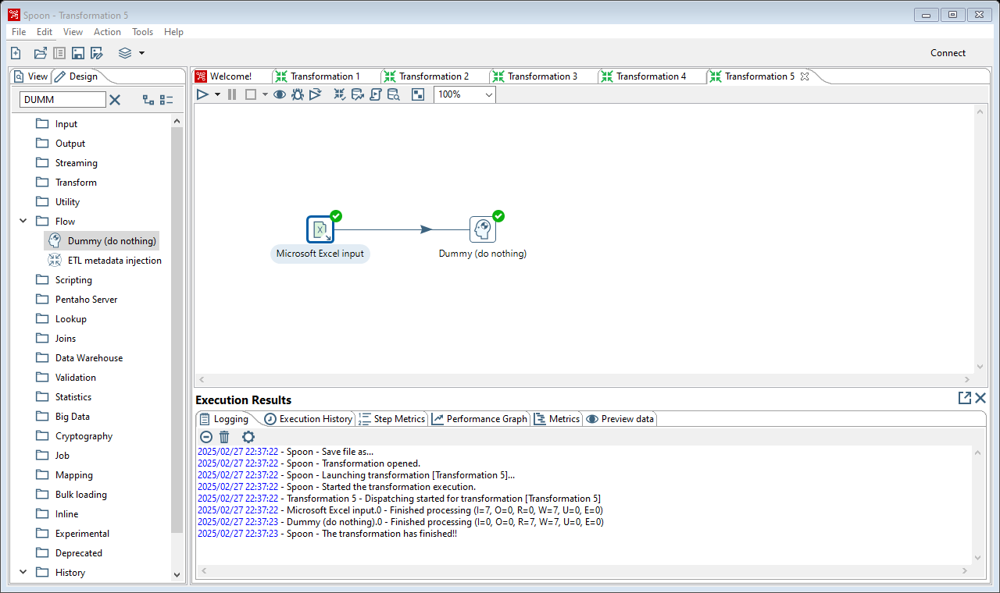 Spoon - Transformation 5
File Edit View Action Tools Help
Connect
View Design
DUMM
Input
Output
Streaming
Transform
Utility
Flow
Dummy (do nothing)
ETL metadata injection
Scripting
Pentaho Server
Lookup
Joins
Data Warehouse
Validation
Statistics
Big Data
Cryptography
Job
Mapping
Bulk loading
Inline
Experimental
Deprecated
History
Welcome! Transformation 1 Transformation 2 Transformation 3 Transformation 4 Transformation 5
100%
Microsoft Excel input
Dummy (do nothing)
Execution Results
Logging Execution History Step Metrics Performance Graph Metrics Preview data
2025/02/27 22:37:22 - Spoon - Save file as...
2025/02/27 22:37:22 - Spoon - Transformation opened.
2025/02/27 22:37:22 - Spoon - Launching transformation [Transformation 5]...
2025/02/27 22:37:22 - Spoon - Started the transformation execution.
2025/02/27 22:37:22 - Transformation 5 - Dispatching started for transformation [Transformation 5]
2025/02/27 22:37:22 - Microsoft Excel input.0 - Finished processing (I=7, O=0, R=0, W=7, U=0, E=0)
2025/02/27 22:37:23 - Dummy (do nothing).0 - Finished processing (I=0, O=0, R=7, W=7, U=0, E=0)
2025/02/27 22:37:23 - Spoon - The transformation has finished!!